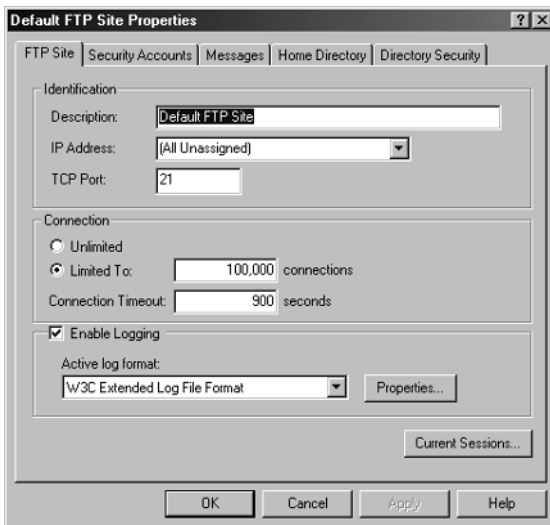 Default FTP Site Properties
FTP Site Security Accounts Messages Home Directory Directory Security
Identification
Description: Default FTP Site
IP Address: (All Unassigned)
TCP Port: 21
Connection
Unlimited
Limited To: 100,000 connections
Connection Timeout: 900 seconds
Enable Logging
Active log format:
W3C Extended Log File Format Properties...
Current Sessions...
OK Cancel Apply Help